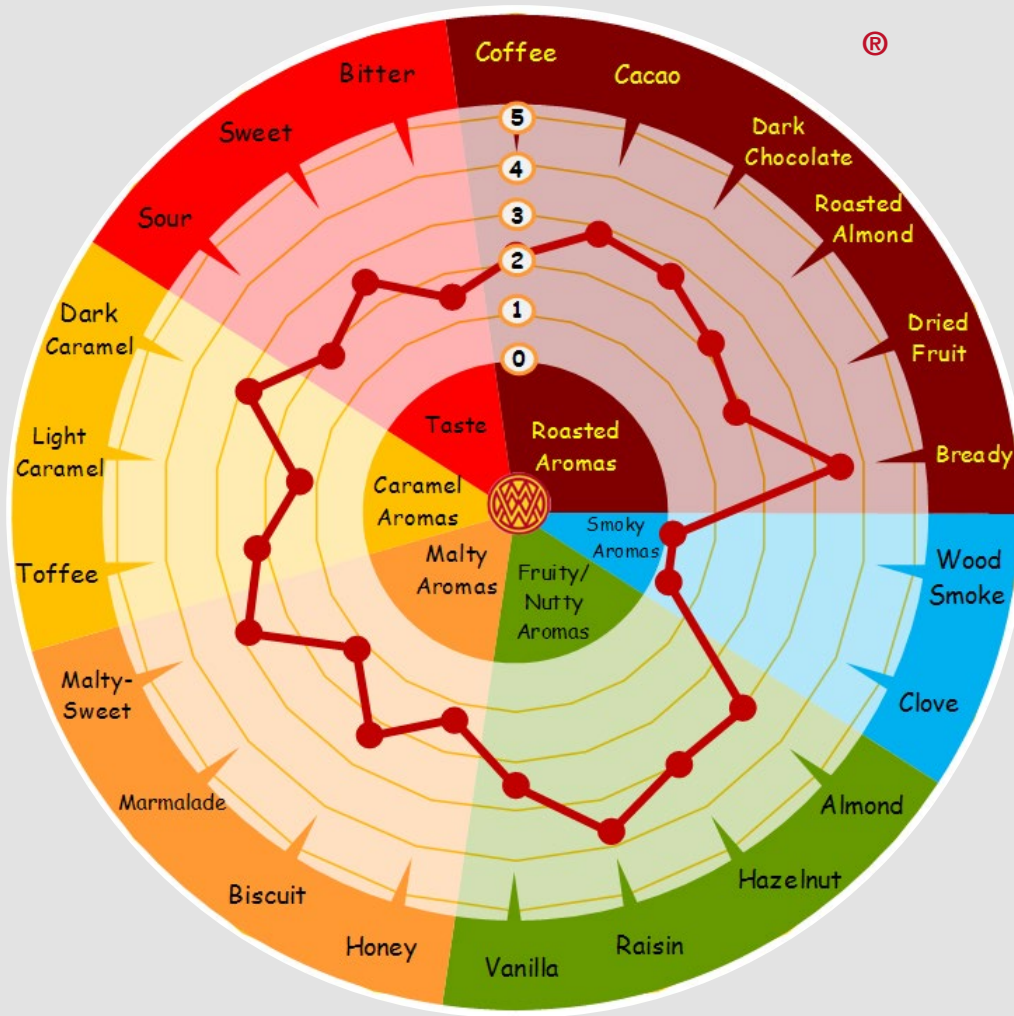 ®
Coffee
Cacao
Dark
Chocolate
Roasted
Almond
Dried
Fruit
Bready
Wood
Smoke
Clove
Almond
Hazelnut
Raisin
Vanilla
Honey
Biscuit
Marmalade
Malty-
Sweet
Toffee
Light
Caramel
Dark
Caramel
Sour
Sweet
Bitter
5
4
3
2
1
0
Taste
Roasted
Aromas
Caramel
Aromas
Smoky
Aromas
Malty
Aromas
Fruity/
Nutty
Aromas